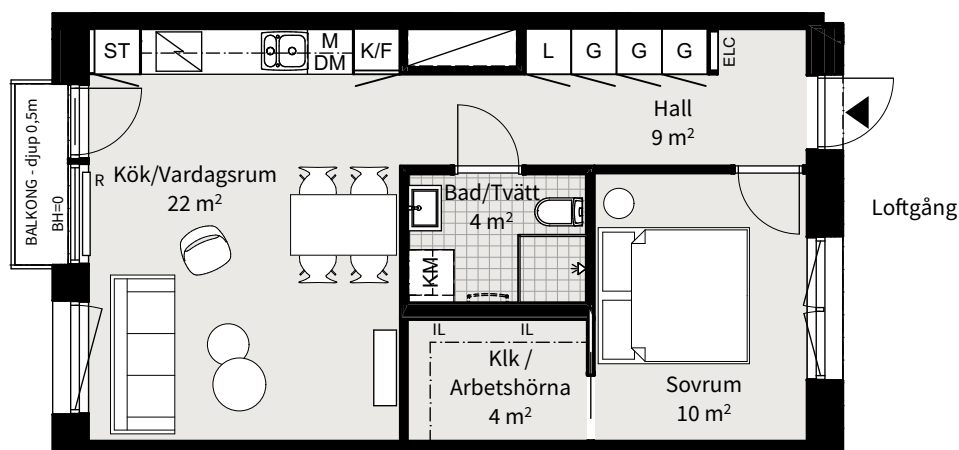 ST
M
DM
K/F
L
G
G
G
ELC
Hall
9 m²
BALKONG - djup 0,5m
BH=0
R
Kök/Vardagsrum
22 m²
Bad/Tvätt
4 m²
KM
Loftgång
IL
IL
Klk /
Arbetshörna
4 m²
Sovrum
10 m²